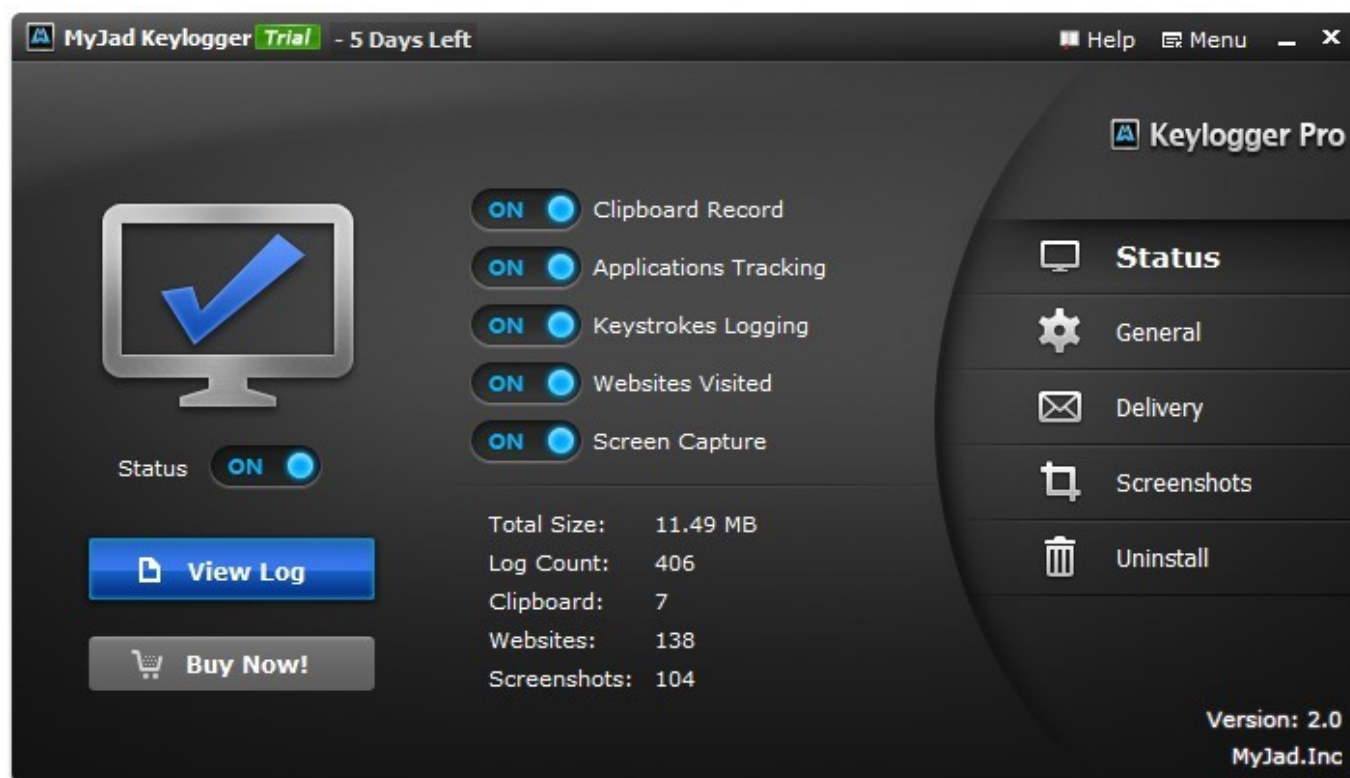 MyJad Keylogger Trial - 5 Days Left
Help Menu
Keylogger Pro
ON Clipboard Record
ON Applications Tracking
ON Keystrokes Logging
ON Websites Visited
ON Screen Capture
Status ON
View Log
Buy Now!
Total Size: 11.49 MB
Log Count: 406
Clipboard: 7
Websites: 138
Screenshots: 104
Status
General
Delivery
Screenshots
Uninstall
Version: 2.0
MyJad.Inc